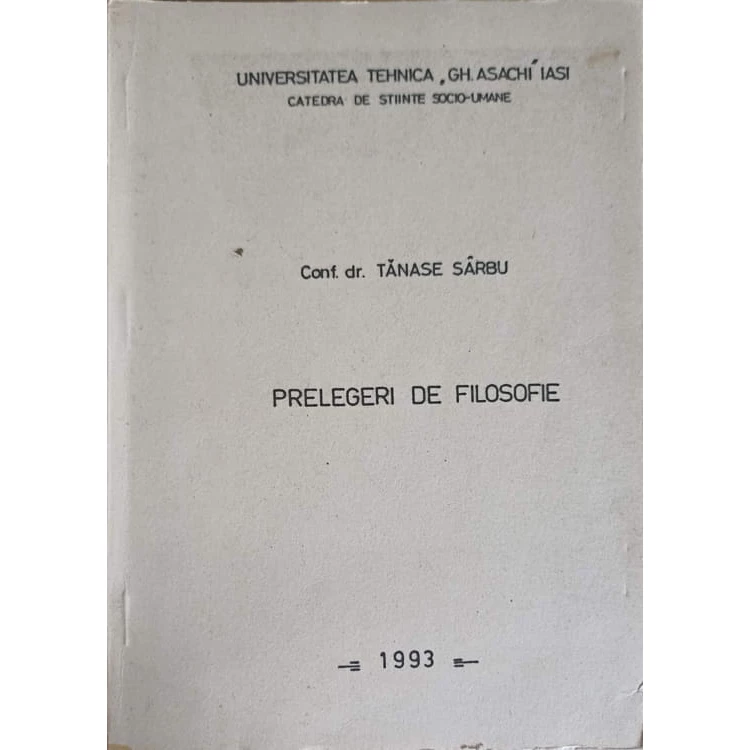 UNIVERSITATEA TEHNICA „GH. ASACHI" IASI
CATEDRA DE STIINTE SOCIO-UMANE
Conf. dr. TĂNASE SÂRBU
PRELEGERI DE FILOSOFIE
1993